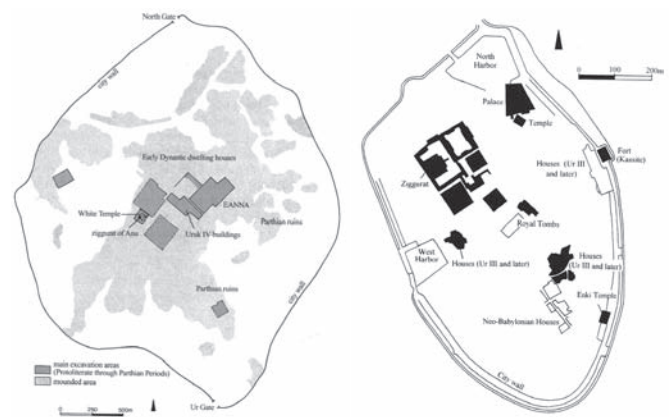 North Gate
city wall
Early Dynastic dwelling houses
White Temple
EANNA
ziggurat of Anu
Uruk IV buildings
Parthian ruins
Parthian ruins
city wall
main excavation areas
(Protoliterate through Parthian Periods)
mounded area
Ur Gate
0 250 500m
North
Harbor
0 100 200m
Palace
Temple
Fort
(Kassite)
Houses (Ur III
and later)
Ziggurat
Royal Tombs
West
Harbor
Houses (Ur III and later)
Houses
(Ur III and later)
Enki Temple
Neo-Babylonian Houses
City wall